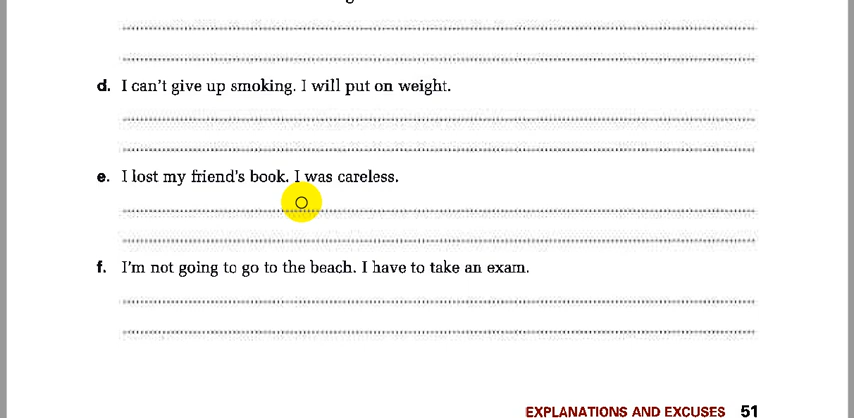 d. I can't give up smoking. I will put on weight.
e. I lost my friend's book. I was careless.
f. I'm not going to go to the beach. I have to take an exam.
EXPLANATIONS AND EXCUSES 51